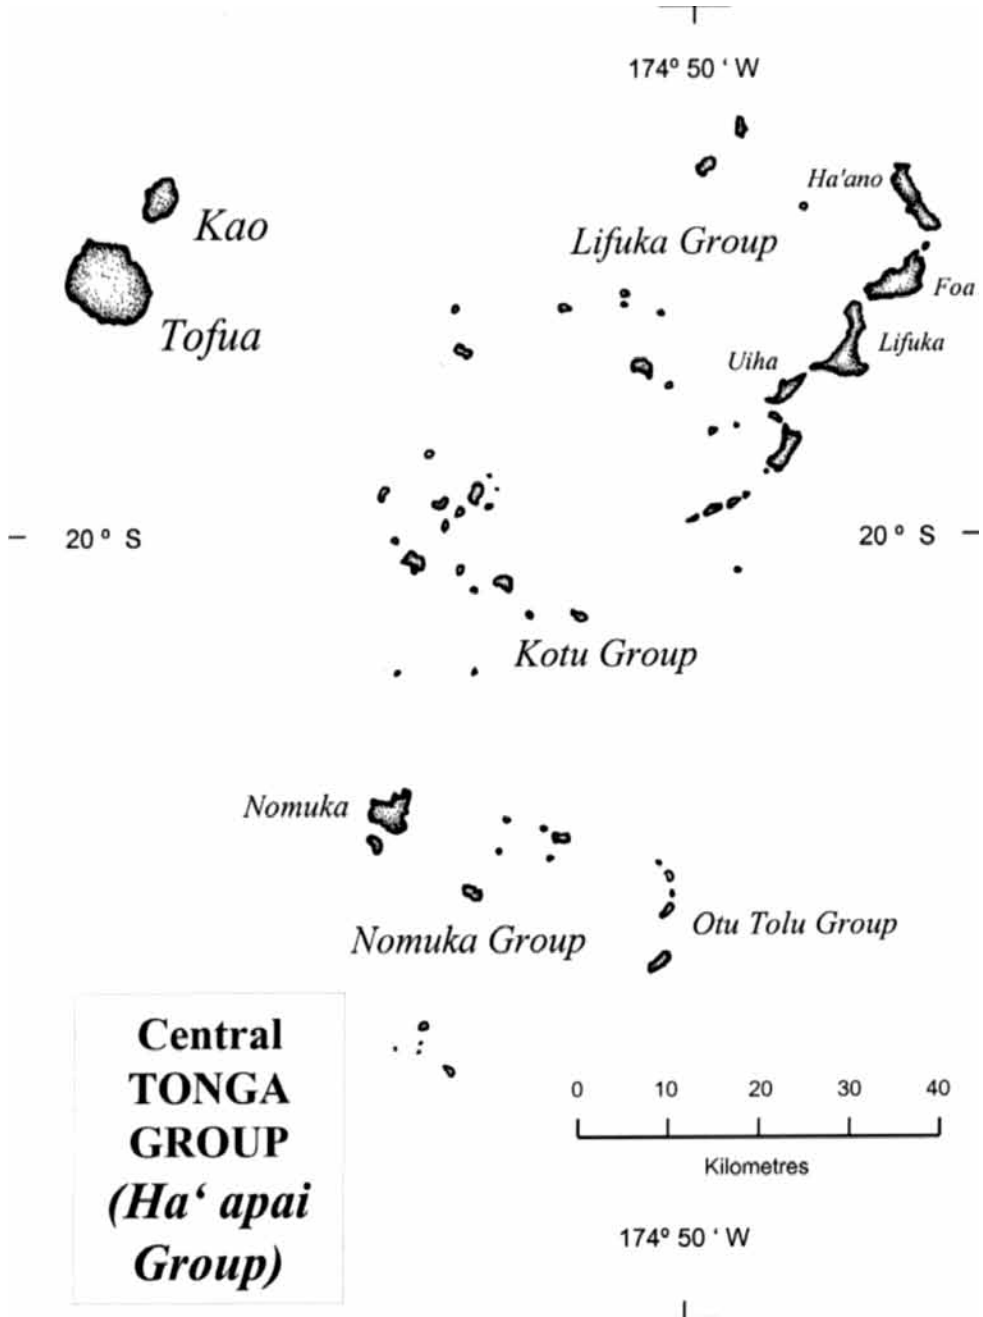 174º 50 ' W
Ha'ano
Kao
Lifuka Group
Foa
Tofua
Lifuka
Uiha
20 º S
20 º S
Kotu Group
Nomuka
Otu Tolu Group
Nomuka Group
Central
TONGA
GROUP
(Ha‘ apai
Group)
0 10 20 30 40
Kilometres
174º 50 ' W